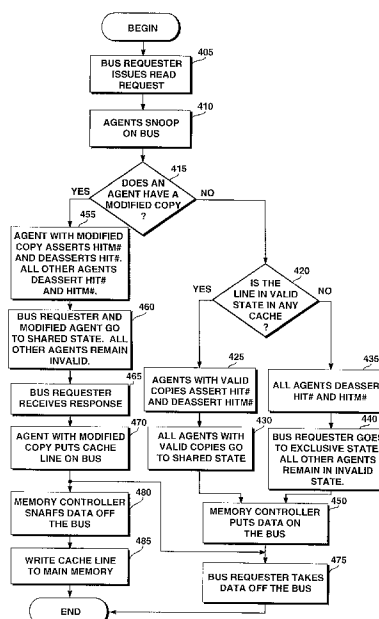 BEGIN
405
BUS REQUESTER
ISSUES READ
REQUEST
410
AGENTS SNOOP
ON BUS
415
DOES AN
AGENT HAVE A
MODIFIED COPY
?
YES
NO
455
AGENT WITH MODIFIED
COPY ASSERTS HITM#
AND DEASSERTS HIT#.
ALL OTHER AGENTS
DEASSERT HIT#
AND HITM#.
420
IS THE
LINE IN VALID
STATE IN ANY
CACHE
?
YES
NO
460
BUS REQUESTER AND
MODIFIED AGENT GO
TO SHARED STATE. ALL
OTHER AGENTS REMAIN
INVALID.
425
AGENTS WITH VALID
COPIES ASSERT HIT#
AND DEASSERT HITM#
435
ALL AGENTS DEASSERT
HIT# AND HITM#
465
BUS REQUESTER
RECEIVES RESPONSE
430
ALL AGENTS WITH
VALID COPIES GO
TO SHARED STATE
440
BUS REQUESTER GOES
TO EXCLUSIVE STATE.
ALL OTHER AGENTS
REMAIN IN INVALID
STATE.
470
AGENT WITH MODIFIED
COPY PUTS CACHE
LINE ON BUS
480
MEMORY CONTROLLER
SNARFS DATA OFF
THE BUS
450
MEMORY CONTROLLER
PUTS DATA ON
THE BUS
485
WRITE CACHE LINE
TO MAIN MEMORY
475
BUS REQUESTER TAKES
DATA OFF THE BUS
END